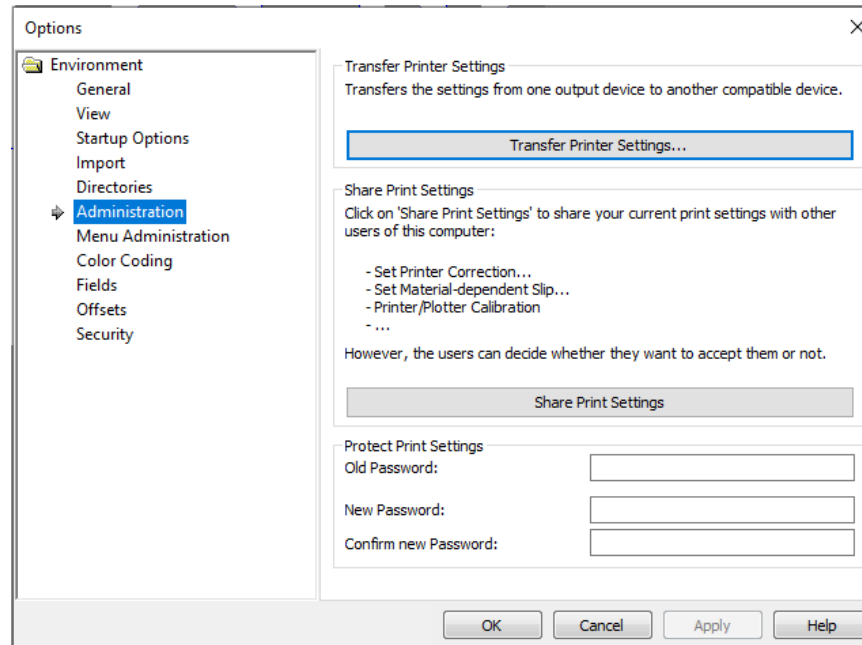 Options
Environment
General
View
Startup Options
Import
Directories
Administration
Menu Administration
Color Coding
Fields
Offsets
Security
Transfer Printer Settings
Transfers the settings from one output device to another compatible device.
Transfer Printer Settings...
Share Print Settings
Click on 'Share Print Settings' to share your current print settings with other
users of this computer:
- Set Printer Correction...
- Set Material-dependent Slip...
- Printer/Plotter Calibration
- ...
However, the users can decide whether they want to accept them or not.
Share Print Settings
Protect Print Settings
Old Password:
New Password:
Confirm new Password:
OK
Cancel
Apply
Help